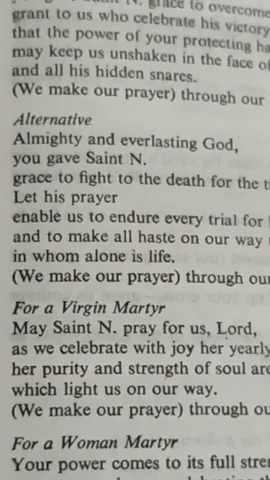 N. grace to overcome
grant to us who celebrate his victory
that the power of your protecting
may keep us unshaken in the face of
and all his hidden snares.
(We make our prayer) through our
Alternative
Almighty and everlasting God,
you gave Saint N.
grace to fight to the death for the
Let his prayer
enable us to endure every trial for
and to make all haste on our way
in whom alone is life.
(We make our prayer) through
For a Virgin Martyr
May Saint N. pray for us, Lord,
as we celebrate with joy her yearly
her purity and strength of soul
which light us on our way.
(We make our prayer) through
For a Woman Martyr
Your power comes to its full